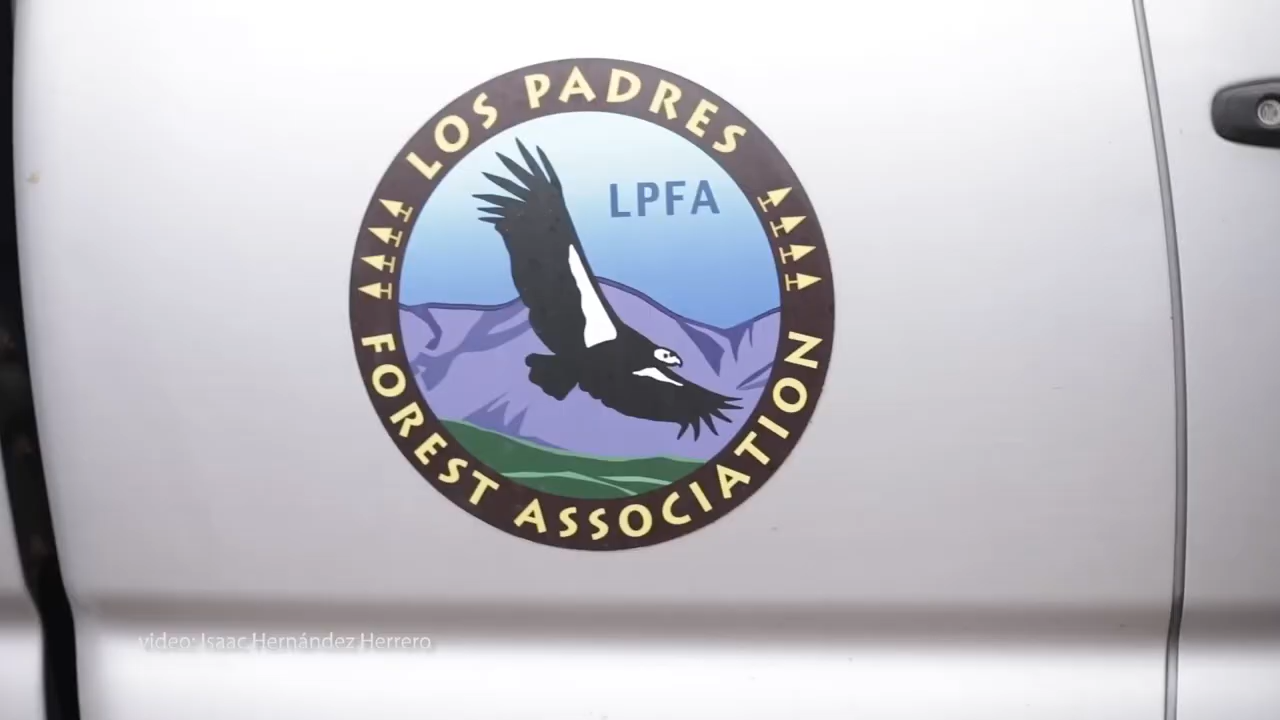 LOS PADRES
LPFA
FOREST ASSOCIATION
video: Isaac Hernández Herrero